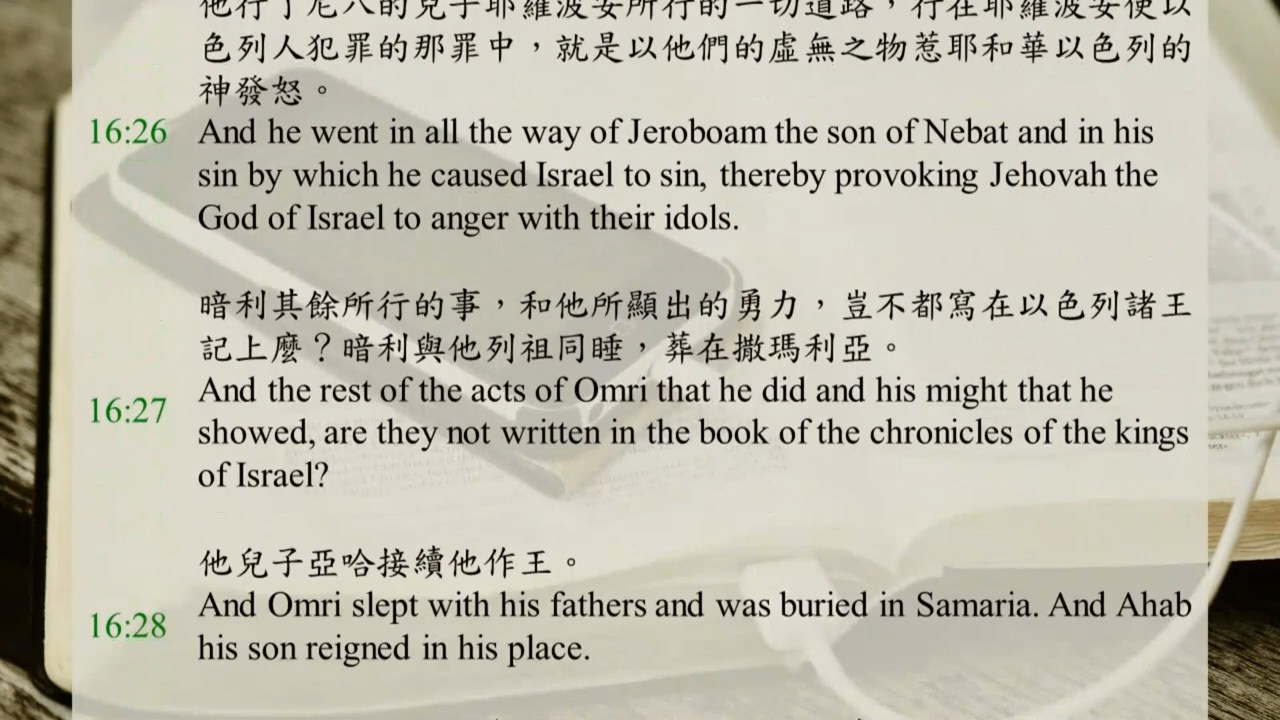 他行了尼八的兒子耶羅波安所行的一切道路，行在耶羅波安使以
色列人犯罪的那罪中，就是以他們的虛無之物惹耶和華以色列的
神發怒。
16:26 And he went in all the way of Jeroboam the son of Nebat and in his
sin by which he caused Israel to sin, thereby provoking Jehovah the
God of Israel to anger with their idols.
暗利其餘所行的事，和他所顯出的勇力，豈不都寫在以色列諸王
記上麼？暗利與他列祖同睡，葬在撒瑪利亞。
And the rest of the acts of Omri that he did and his might that he
16:27 showed, are they not written in the book of the chronicles of the kings
of Israel?
他兒子亞哈接續他作王。
16:28 And Omri slept with his fathers and was buried in Samaria. And Ahab
his son reigned in his place.